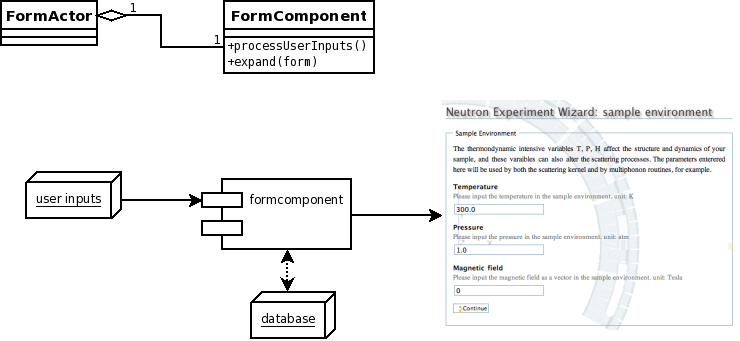 FormActor
1
1
FormComponent
+processUserInputs()
+expand(form)
Neutron Experiment Wizard: sample environment
Sample Environment
The thermondynamic intensive variables T, P, H affect the structure and dynamics of your
sample, and these variables can also alter the scattering processes. The parameters entererd
here will be used by both the scattering kernel and by multiphonon routines, for example.
Temperature
Please input the temperature in the sample environment. unit: K
300.0
Pressure
Please input the pressure in the sample environment. unit: atm
1.0
Magnetic field
Please input the magnetic field as a vector in the sample environment. unit: Tesla
0
Continue
user inputs
formcomponent
database